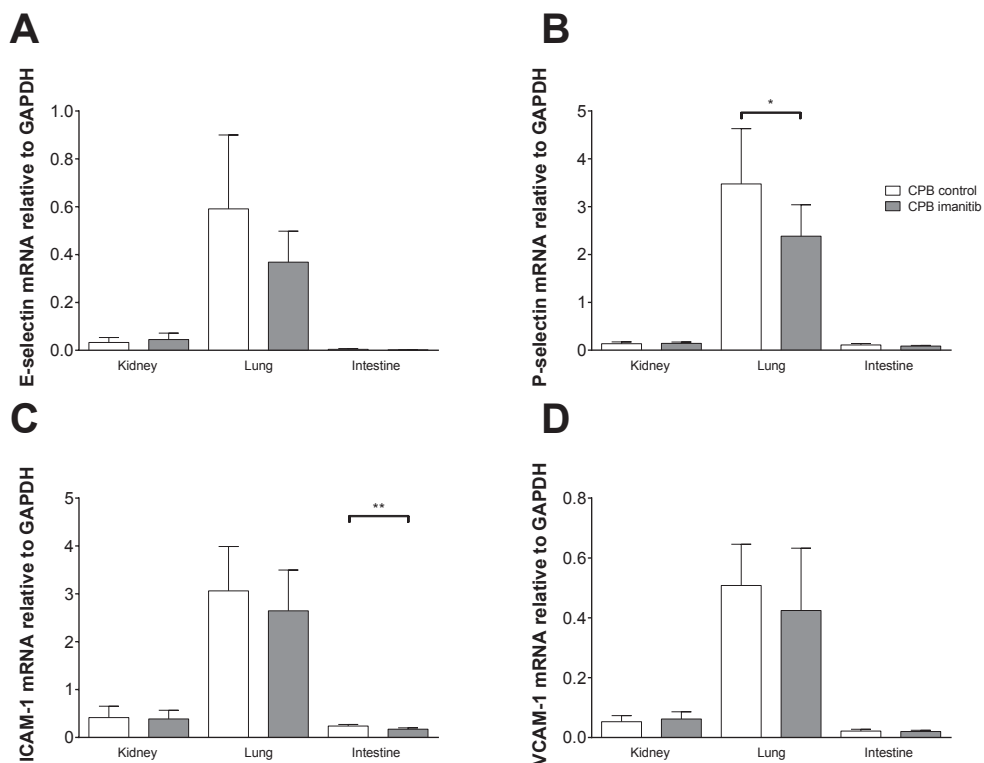 A
E-selectin mRNA relative to GAPDH
1.0
0.8
0.6
0.4
0.2
0.0
Kidney
Lung
Intestine
B
P-selectin mRNA relative to GAPDH
5
4
3
2
1
0
*
Kidney
Lung
Intestine
CPB control
CPB imanitib
C
ICAM-1 mRNA relative to GAPDH
5
4
3
2
1
0
**
Kidney
Lung
Intestine
D
VCAM-1 mRNA relative to GAPDH
0.8
0.6
0.4
0.2
0.0
Kidney
Lung
Intestine